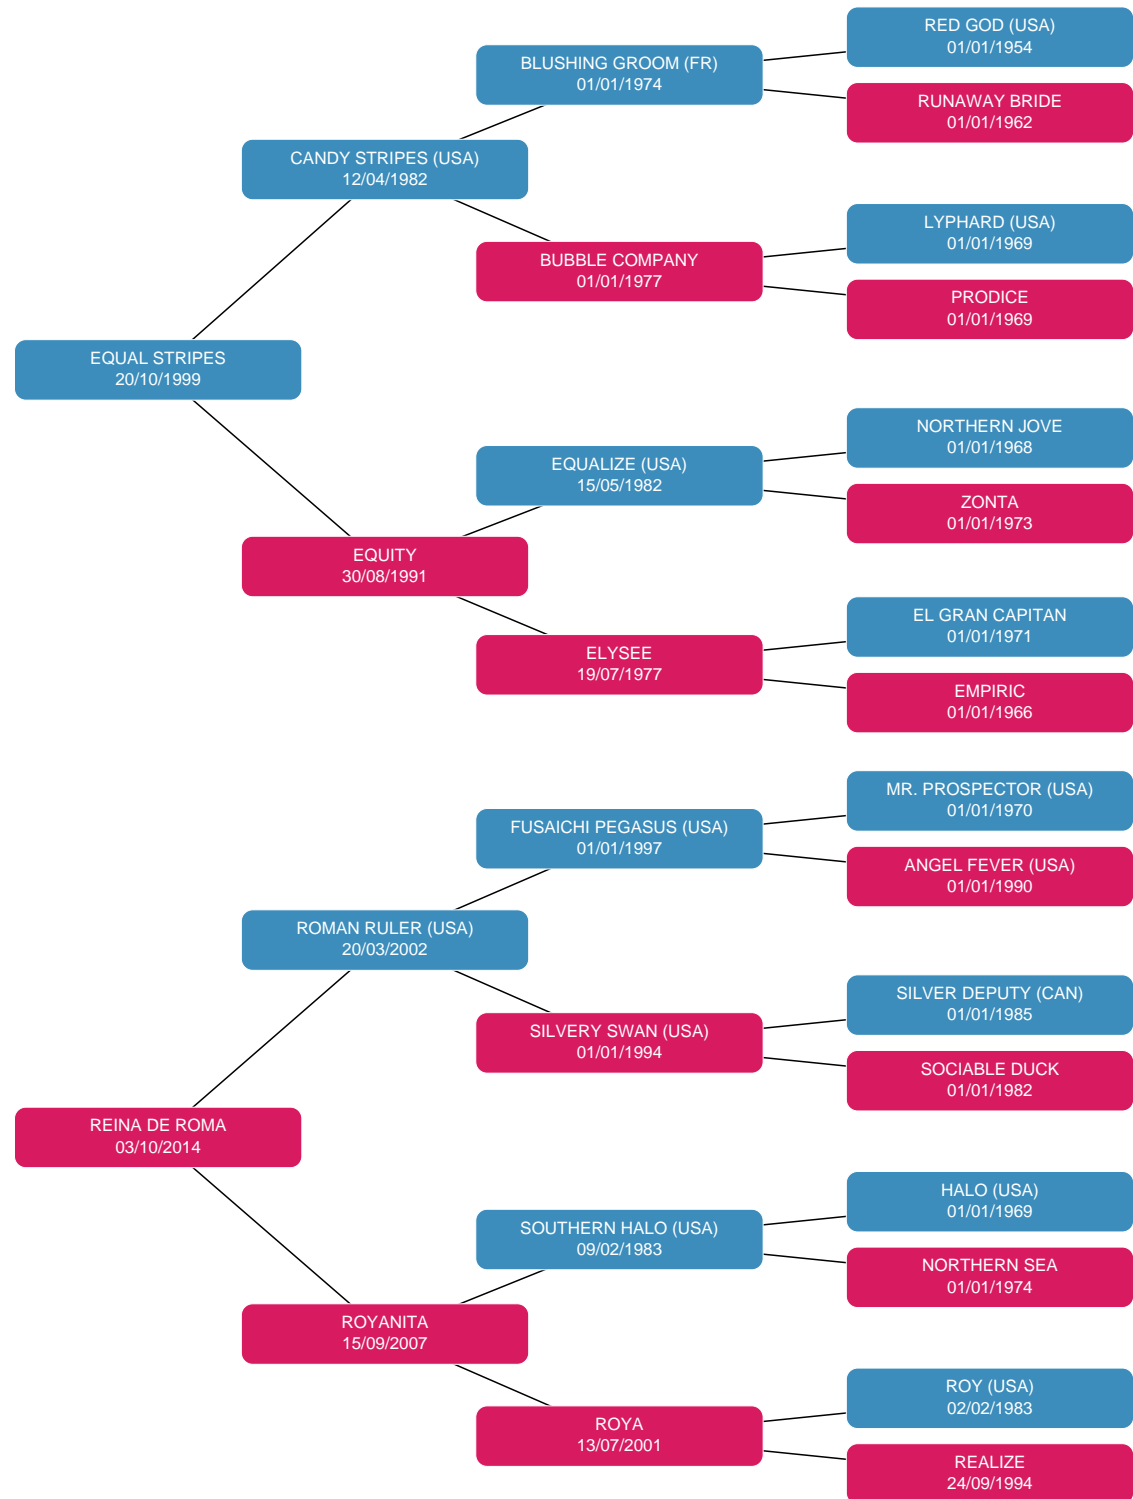 RED GOD (USA)
01/01/1954
BLUSHING GROOM (FR)
01/01/1974
RUNAWAY BRIDE
01/01/1962
CANDY STRIPES (USA)
12/04/1982
LYPHARD (USA)
01/01/1969
BUBBLE COMPANY
01/01/1977
PRODICE
01/01/1969
EQUAL STRIPES
20/10/1999
NORTHERN JOVE
01/01/1968
EQUALIZE (USA)
15/05/1982
ZONTA
01/01/1973
EQUITY
30/08/1991
EL GRAN CAPITAN
01/01/1971
ELYSEE
19/07/1977
EMPIRIC
01/01/1966
MR. PROSPECTOR (USA)
01/01/1970
FUSAICHI PEGASUS (USA)
01/01/1997
ANGEL FEVER (USA)
01/01/1990
ROMAN RULER (USA)
20/03/2002
SILVER DEPUTY (CAN)
01/01/1985
SILVERY SWAN (USA)
01/01/1994
SOCIABLE DUCK
01/01/1982
REINA DE ROMA
03/10/2014
HALO (USA)
01/01/1969
SOUTHERN HALO (USA)
09/02/1983
NORTHERN SEA
01/01/1974
ROYANITA
15/09/2007
ROY (USA)
02/02/1983
ROYA
13/07/2001
REALIZE
24/09/1994